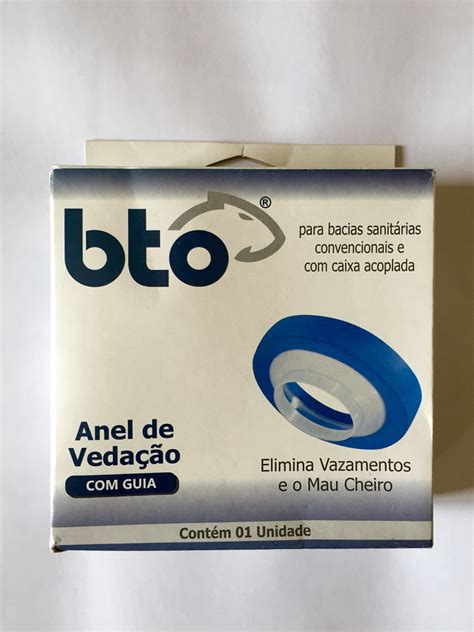 bto ®
para bacias sanitárias
convencionais e
com caixa acoplada
Anel de
Vedação
COM GUIA
Elimina Vazamentos
e o Mau Cheiro
Contém 01 Unidade